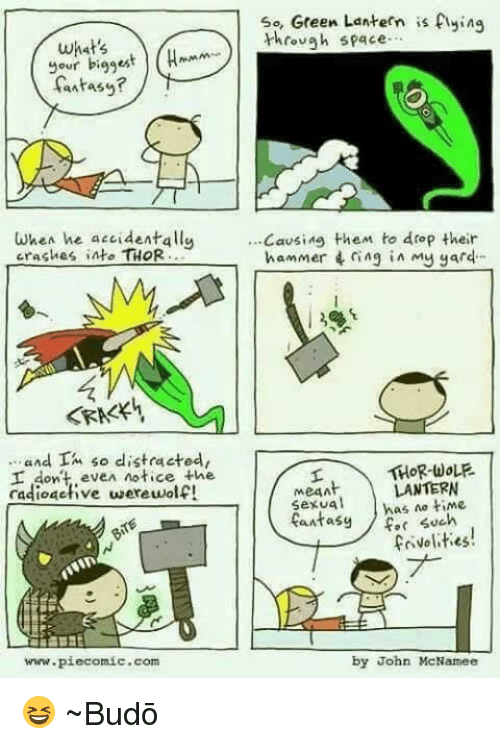 What's
your biggest
fantasy?
Hmmm...
So, Green Lantern is flying
through space...
When he accidentally
crashes into THOR...
KRACKh
...Causing them to drop their
hammer & ring in my yard...
...and I'm so distracted,
I don't even notice the
radioactive werewolf!
BITE
I
meant
sexual
fantasy
THOR-WOLF
LANTERN
has no time
for such
frivolities!
www.piecomic.com
by John McNamee
😆 ~Budō